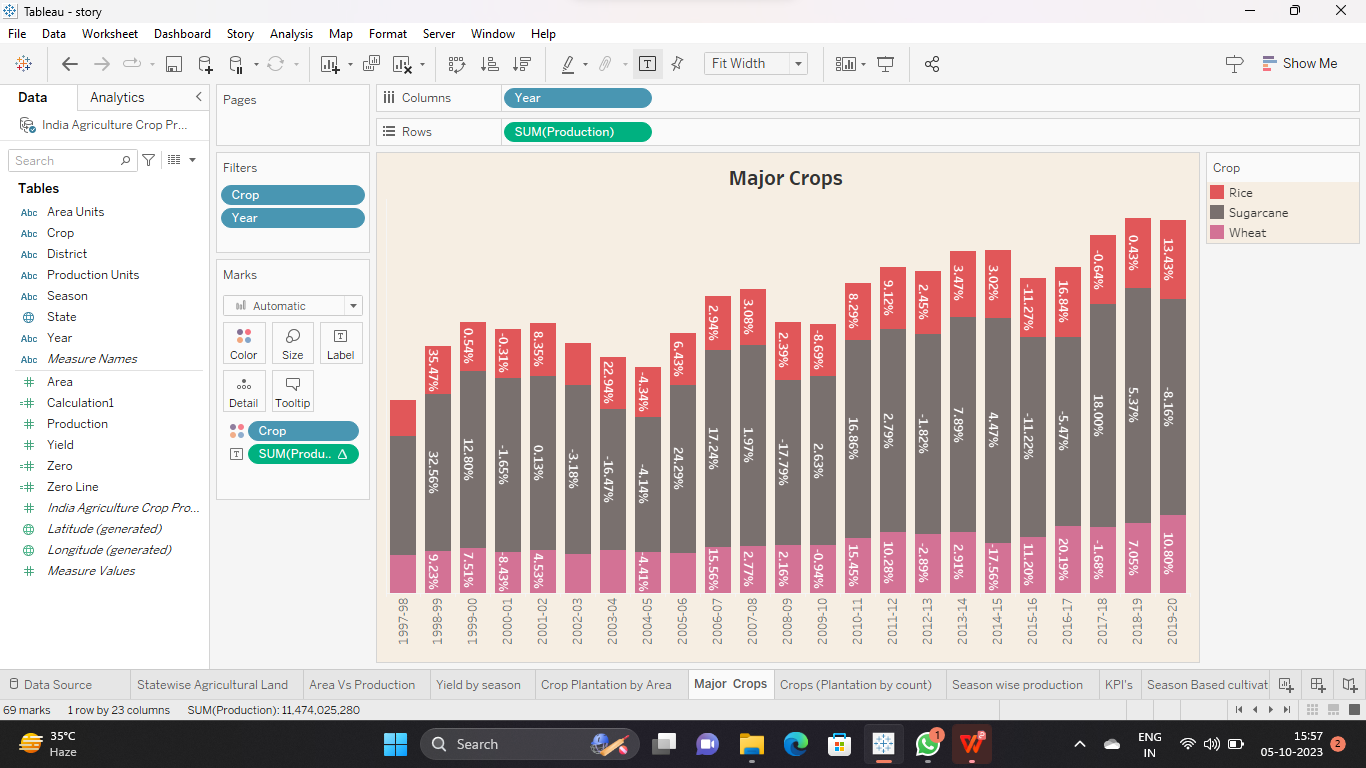 Tableau - story
File Data Worksheet Dashboard Story Analysis Map Format Server Window Help
Fit Width
Show Me
Data Analytics
India Agriculture Crop Pr...
Search
Tables
Abc Area Units
Abc Crop
Abc District
Abc Production Units
Abc Season
State
Abc Year
Abc Measure Names
Area
Calculation1
Production
Yield
Zero
Zero Line
India Agriculture Crop Pro...
Latitude (generated)
Longitude (generated)
Measure Values
Pages
Filters
Crop
Year
Marks
Automatic
Color Size Label
Detail Tooltip
Crop
SUM(Produ.. Δ
Columns Year
Rows SUM(Production)
Major Crops
35.47% 0.54% -0.31% 8.35% 22.94% -4.34% 6.43% 2.94% 3.08% 2.39% -8.69% 8.29% 9.12% 2.45% 3.47% 3.02% -11.27% 16.84% -0.64% 0.43% 13.43%
32.56% 12.80% -1.65% 0.13% -3.18% -16.47% -4.14% 24.29% 17.24% 1.97% -17.79% 2.63% 16.86% 2.79% -1.82% 7.89% 4.47% -11.22% -5.47% 18.00% 5.37% -8.16%
9.23% 7.51% -8.43% 4.53% -4.41% 15.56% 2.77% 2.16% -0.94% 15.45% 10.28% -2.89% 2.91% -17.56% 11.20% 20.19% -1.68% 7.05% 10.80%
1997-98 1998-99 1999-00 2000-01 2001-02 2002-03 2003-04 2004-05 2005-06 2006-07 2007-08 2008-09 2009-10 2010-11 2011-12 2012-13 2013-14 2014-15 2015-16 2016-17 2017-18 2018-19 2019-20
Crop
Rice
Sugarcane
Wheat
Data Source Statewise Agricultural Land Area Vs Production Yield by season Crop Plantation by Area Major Crops Crops (Plantation by count) Season wise production KPI's Season Based cultivat
69 marks 1 row by 23 columns SUM(Production): 11,474,025,280
35°C
Haze
Search
1
ENG
IN
15:57
05-10-2023
2